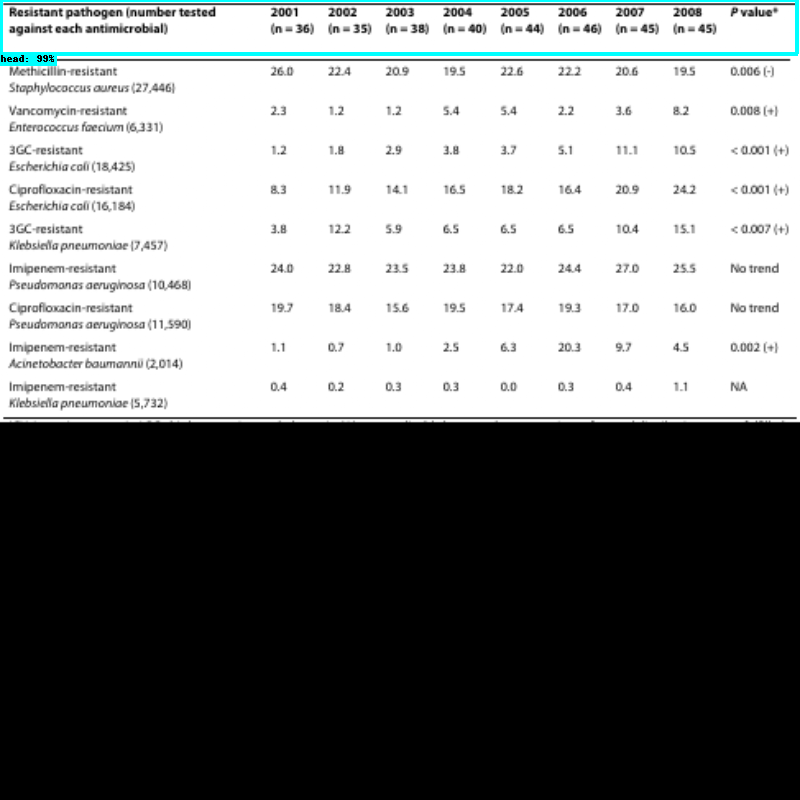 Resistant pathogen (number tested 2001 2002 2003 2004 2005 2006 2007 2008 P value*
against each antimicrobial) (n = 36) (n = 35) (n = 38) (n = 40) (n = 44) (n = 46) (n = 45) (n = 45)
head: 99%
Methicillin-resistant 26.0 22.4 20.9 19.5 22.6 22.2 20.6 19.5 0.006 (-)
Staphylococcus aureus (27,446)
Vancomycin-resistant 2.3 1.2 1.2 5.4 5.4 2.2 3.6 8.2 0.008 (+)
Enterococcus faecium (6,331)
3GC-resistant 1.2 1.8 2.9 3.8 3.7 5.1 11.1 10.5 < 0.001 (+)
Escherichia coli (18,425)
Ciprofloxacin-resistant 8.3 11.9 14.1 16.5 18.2 16.4 20.9 24.2 < 0.001 (+)
Escherichia coli (16,184)
3GC-resistant 3.8 12.2 5.9 6.5 6.5 6.5 10.4 15.1 < 0.007 (+)
Klebsiella pneumoniae (7,457)
Imipenem-resistant 24.0 22.8 23.5 23.8 22.0 24.4 27.0 25.5 No trend
Pseudomonas aeruginosa (10,468)
Ciprofloxacin-resistant 19.7 18.4 15.6 19.5 17.4 19.3 17.0 16.0 No trend
Pseudomonas aeruginosa (11,590)
Imipenem-resistant 1.1 0.7 1.0 2.5 6.3 20.3 9.7 4.5 0.002 (+)
Acinetobacter baumannii (2,014)
Imipenem-resistant 0.4 0.2 0.3 0.3 0.0 0.3 0.4 1.1 NA
Klebsiella pneumoniae (5,732)